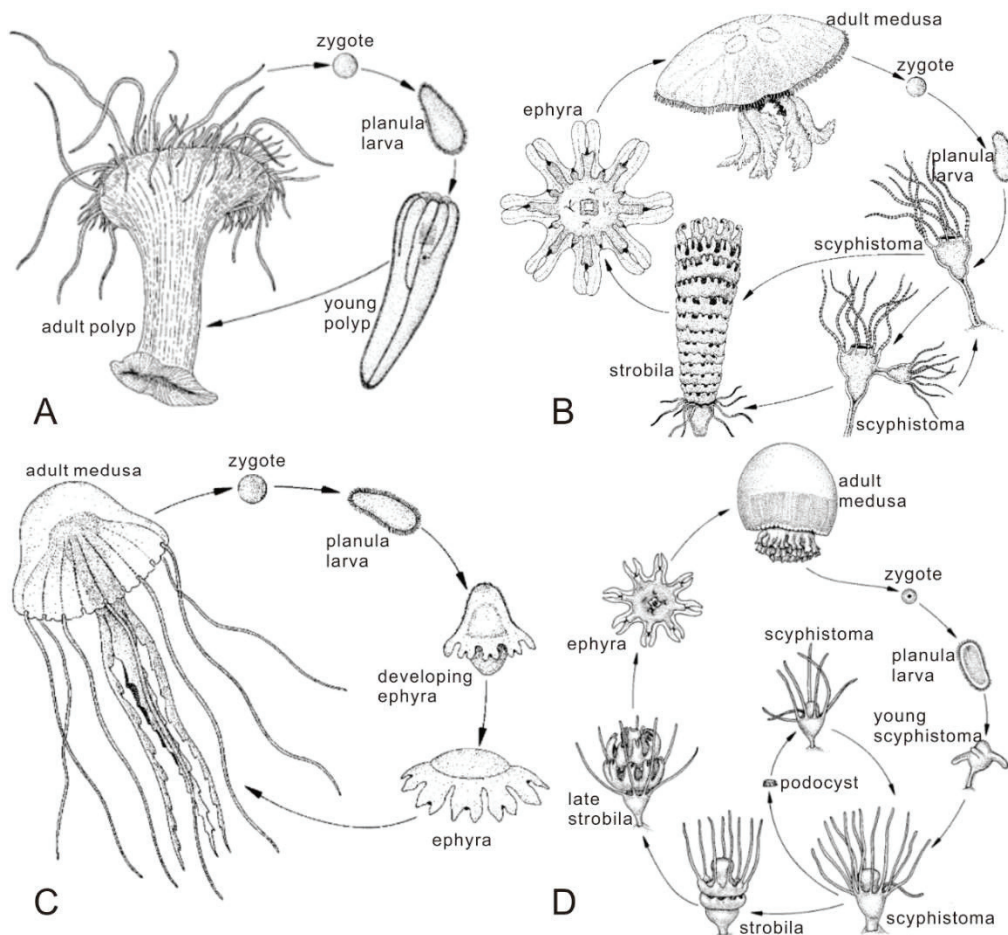 zygote
planula
larva
young
polyp
adult polyp
A
adult medusa
zygote
planula
larva
scyphistoma
scyphistoma
strobila
ephyra
B
adult medusa
zygote
planula
larva
developing
ephyra
ephyra
C
adult
medusa
zygote
planula
larva
young
scyphistoma
scyphistoma
podocyst
scyphistoma
strobila
late
strobila
ephyra
D